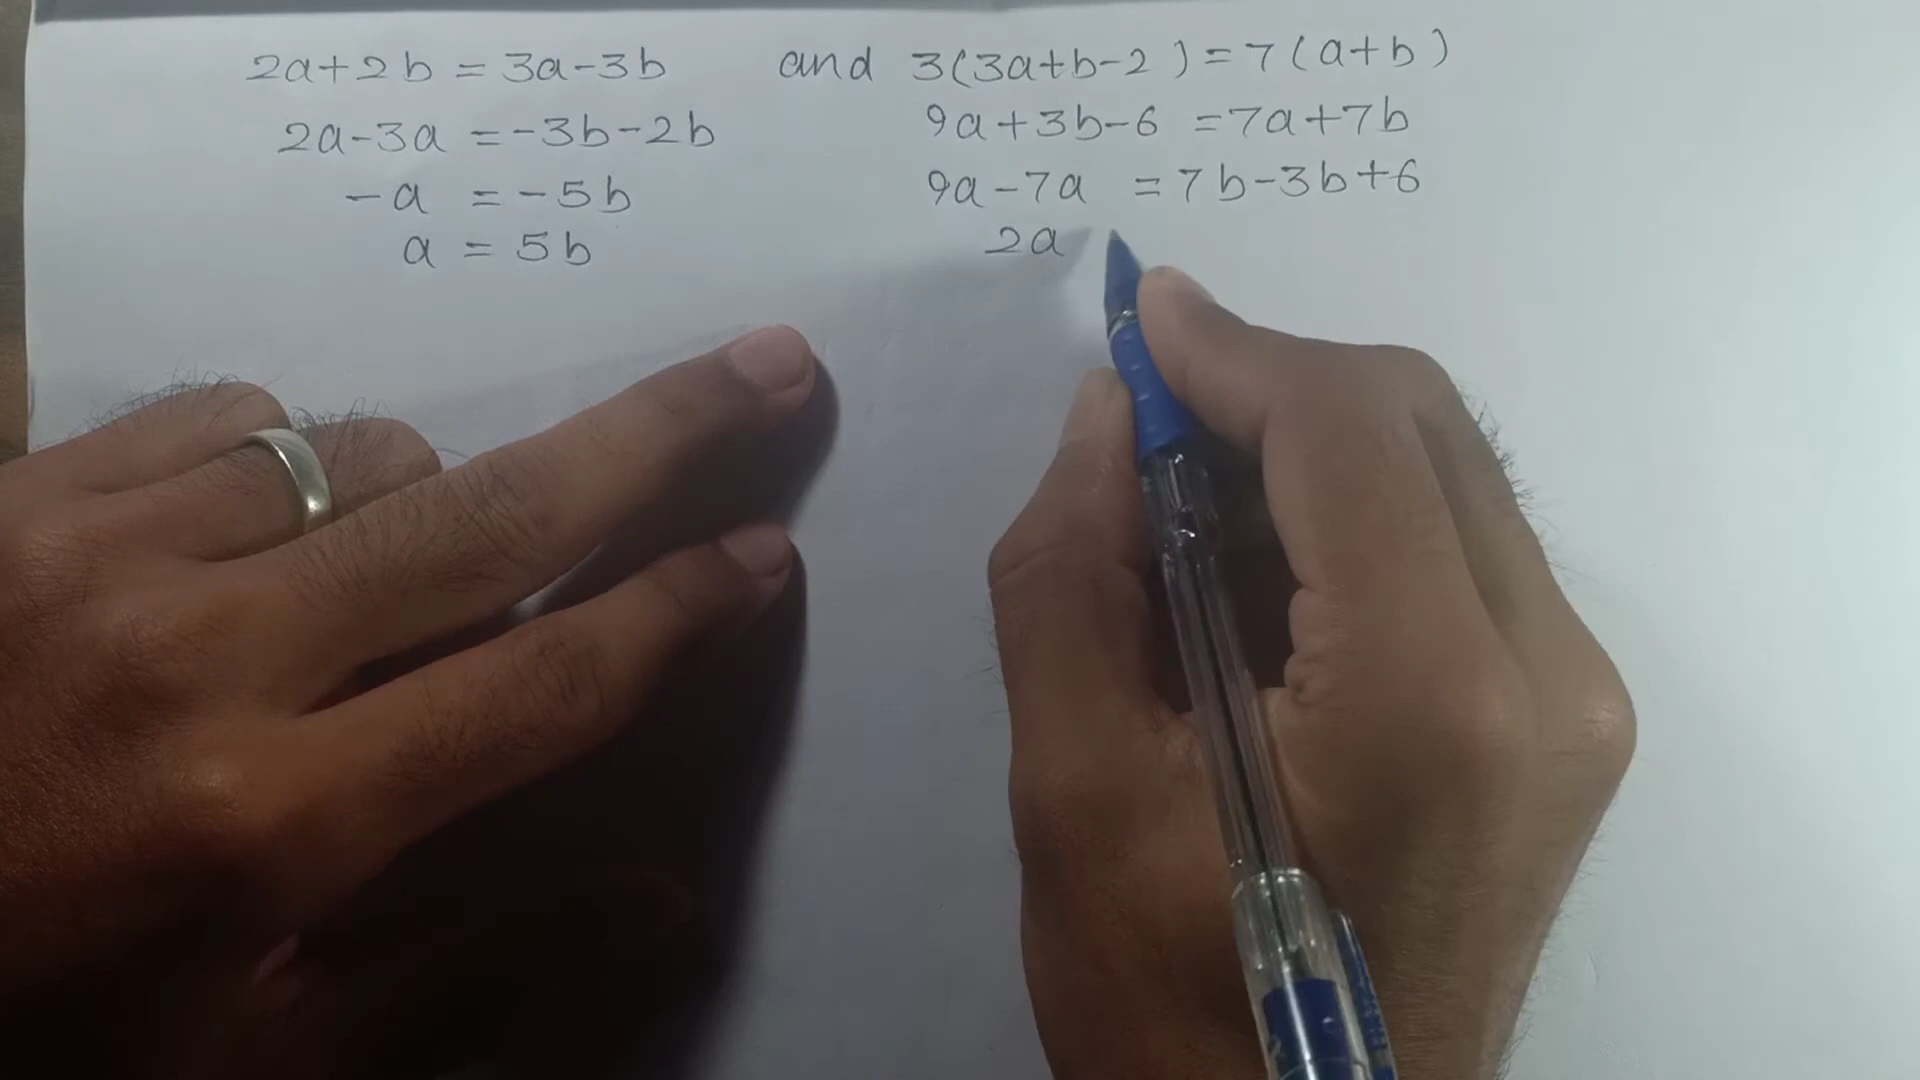 2a+2b = 3a-3b and 3(3a+b-2) = 7(a+b)
2a-3a = -3b-2b 9a+3b-6 = 7a+7b
-a = -5b 9a-7a = 7b-3b+6
a = 5b 2a